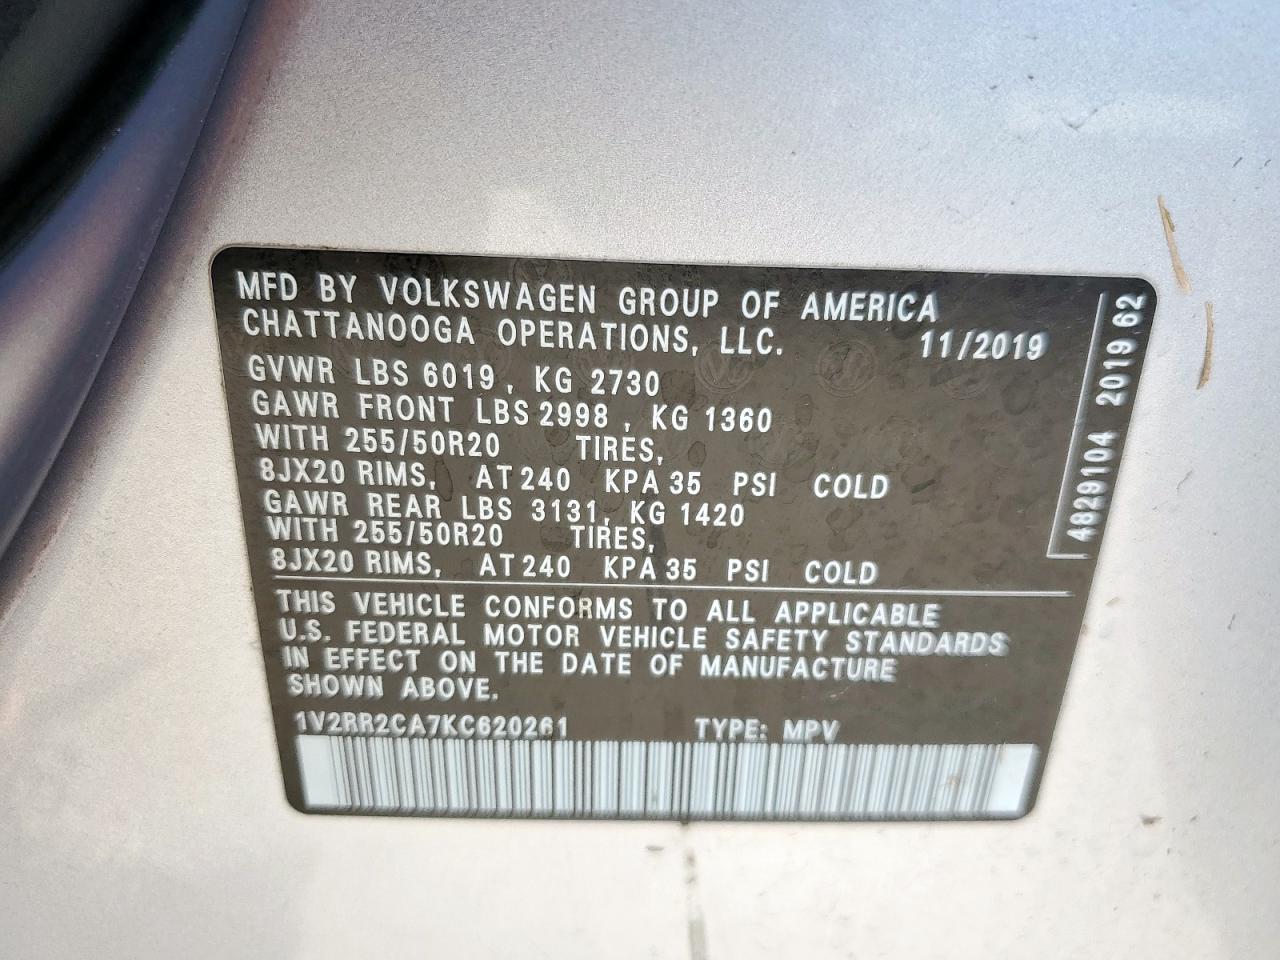 MFD BY VOLKSWAGEN GROUP OF AMERICA
CHATTANOOGA OPERATIONS, LLC. 11/2019
GVWR LBS 6019, KG 2730
GAWR FRONT LBS 2998, KG 1360
WITH 255/50R20 TIRES,
8JX20 RIMS, AT 240 KPA 35 PSI COLD
GAWR REAR LBS 3131, KG 1420
WITH 255/50R20 TIRES,
8JX20 RIMS, AT 240 KPA 35 PSI COLD
THIS VEHICLE CONFORMS TO ALL APPLICABLE
U.S. FEDERAL MOTOR VEHICLE SAFETY STANDARDS
IN EFFECT ON THE DATE OF MANUFACTURE
SHOWN ABOVE.
1V2RR2CA7KC620261 TYPE: MPV
4829104 2019 62